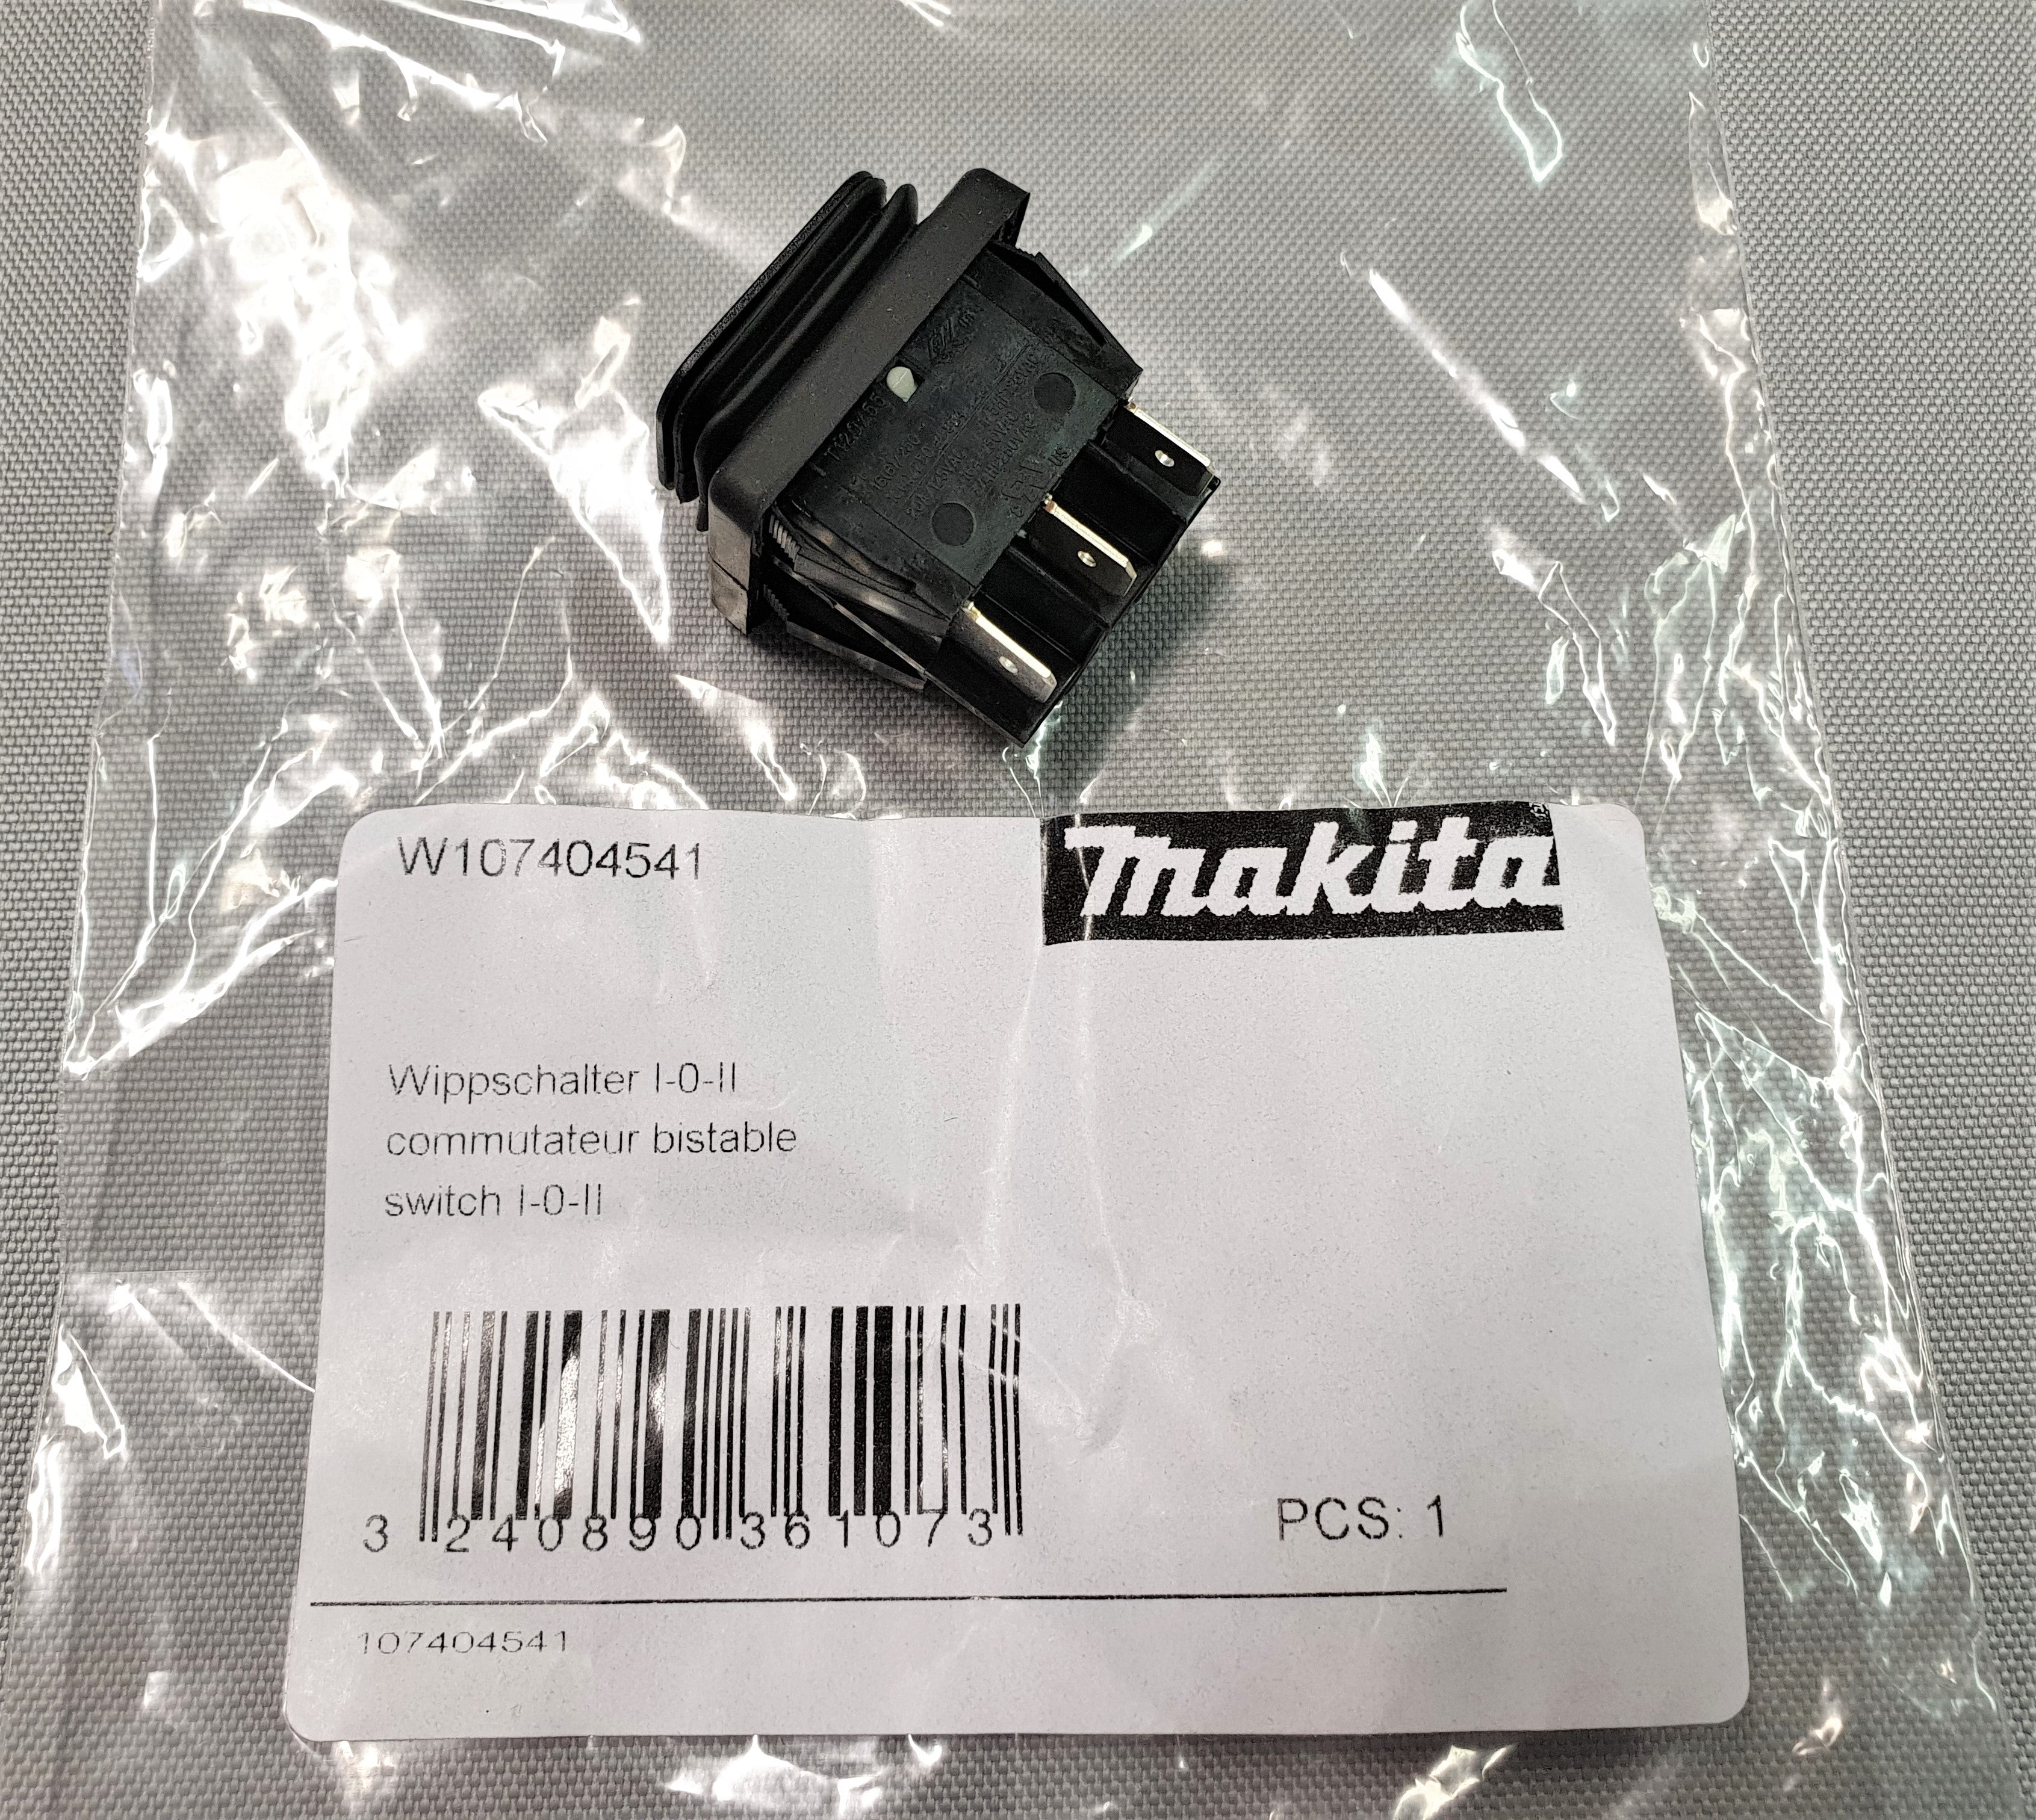 W107404541
makita
Wippschalter I-0-II
commutateur bistable
switch I-0-II
3 240890 361073
PCS: 1
107404541